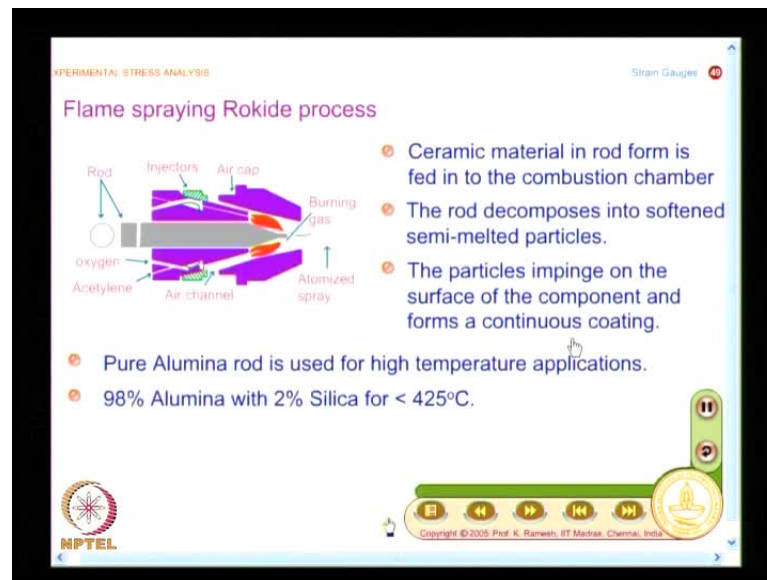 XPERIMENTAL STRESS ANALYSIS
Strain Gauges 49
Flame spraying Rokide process
Rod
Injectors
Air cap
Burning
gas
oxygen
Acetylene
Air channel
Atomized
spray
Ceramic material in rod form is
fed in to the combustion chamber
The rod decomposes into softened
semi-melted particles.
The particles impinge on the
surface of the component and
forms a continuous coating.
Pure Alumina rod is used for high temperature applications.
98% Alumina with 2% Silica for < 425°C.
NPTEL
Copyright © 2005 Prof. K. Ramesh, IIT Madras, Chennai, India